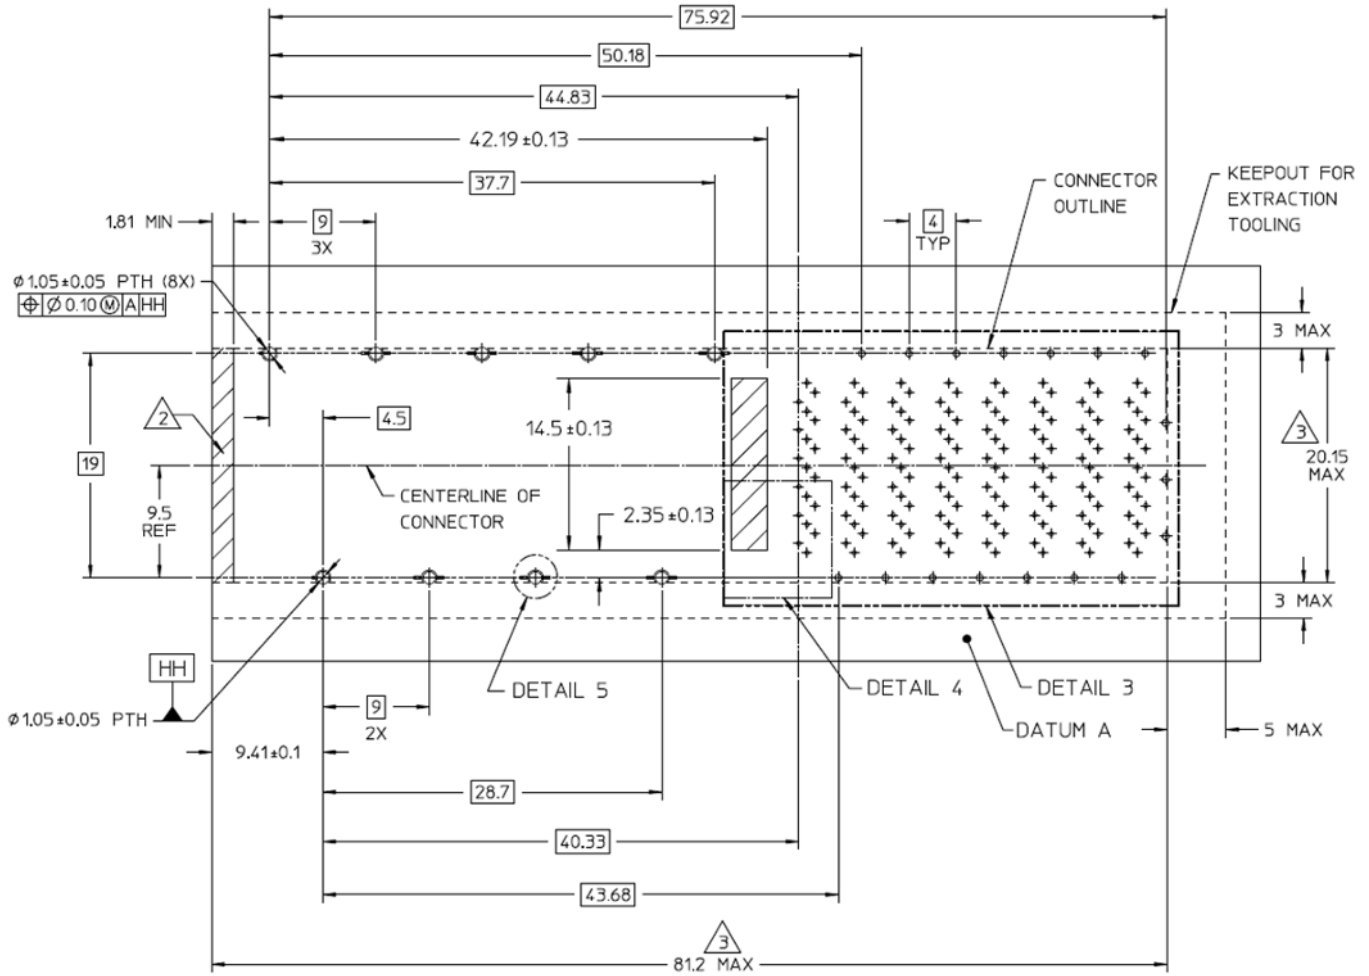 75.92
50.18
44.83
42.19±0.13
37.7
CONNECTOR
OUTLINE
KEEPOUT FOR
EXTRACTION
TOOLING
1.81 MIN
9
3X
4
TYP
⌀1.05±0.05 PTH (8X)
⌖ ⌀0.10 Ⓜ A HH
3 MAX
2
4.5
14.5±0.13
3
20.15
MAX
19
9.5
REF
CENTERLINE OF
CONNECTOR
2.35±0.13
3 MAX
HH
DETAIL 5
DETAIL 4
DETAIL 3
⌀1.05±0.05 PTH
9
2X
DATUM A
5 MAX
9.41±0.1
28.7
40.33
43.68
3
81.2 MAX